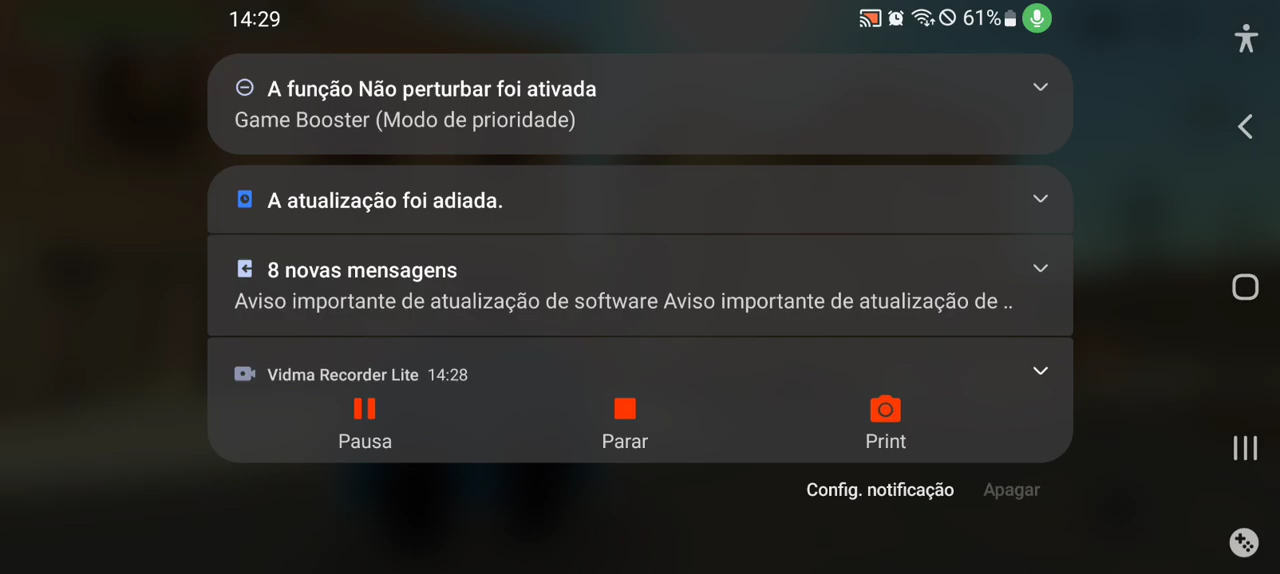 14:29
61%
A função Não perturbar foi ativada
Game Booster (Modo de prioridade)
A atualização foi adiada.
8 novas mensagens
Aviso importante de atualização de software Aviso importante de atualização de ..
Vidma Recorder Lite 14:28
Pausa
Parar
Print
Config. notificação
Apagar